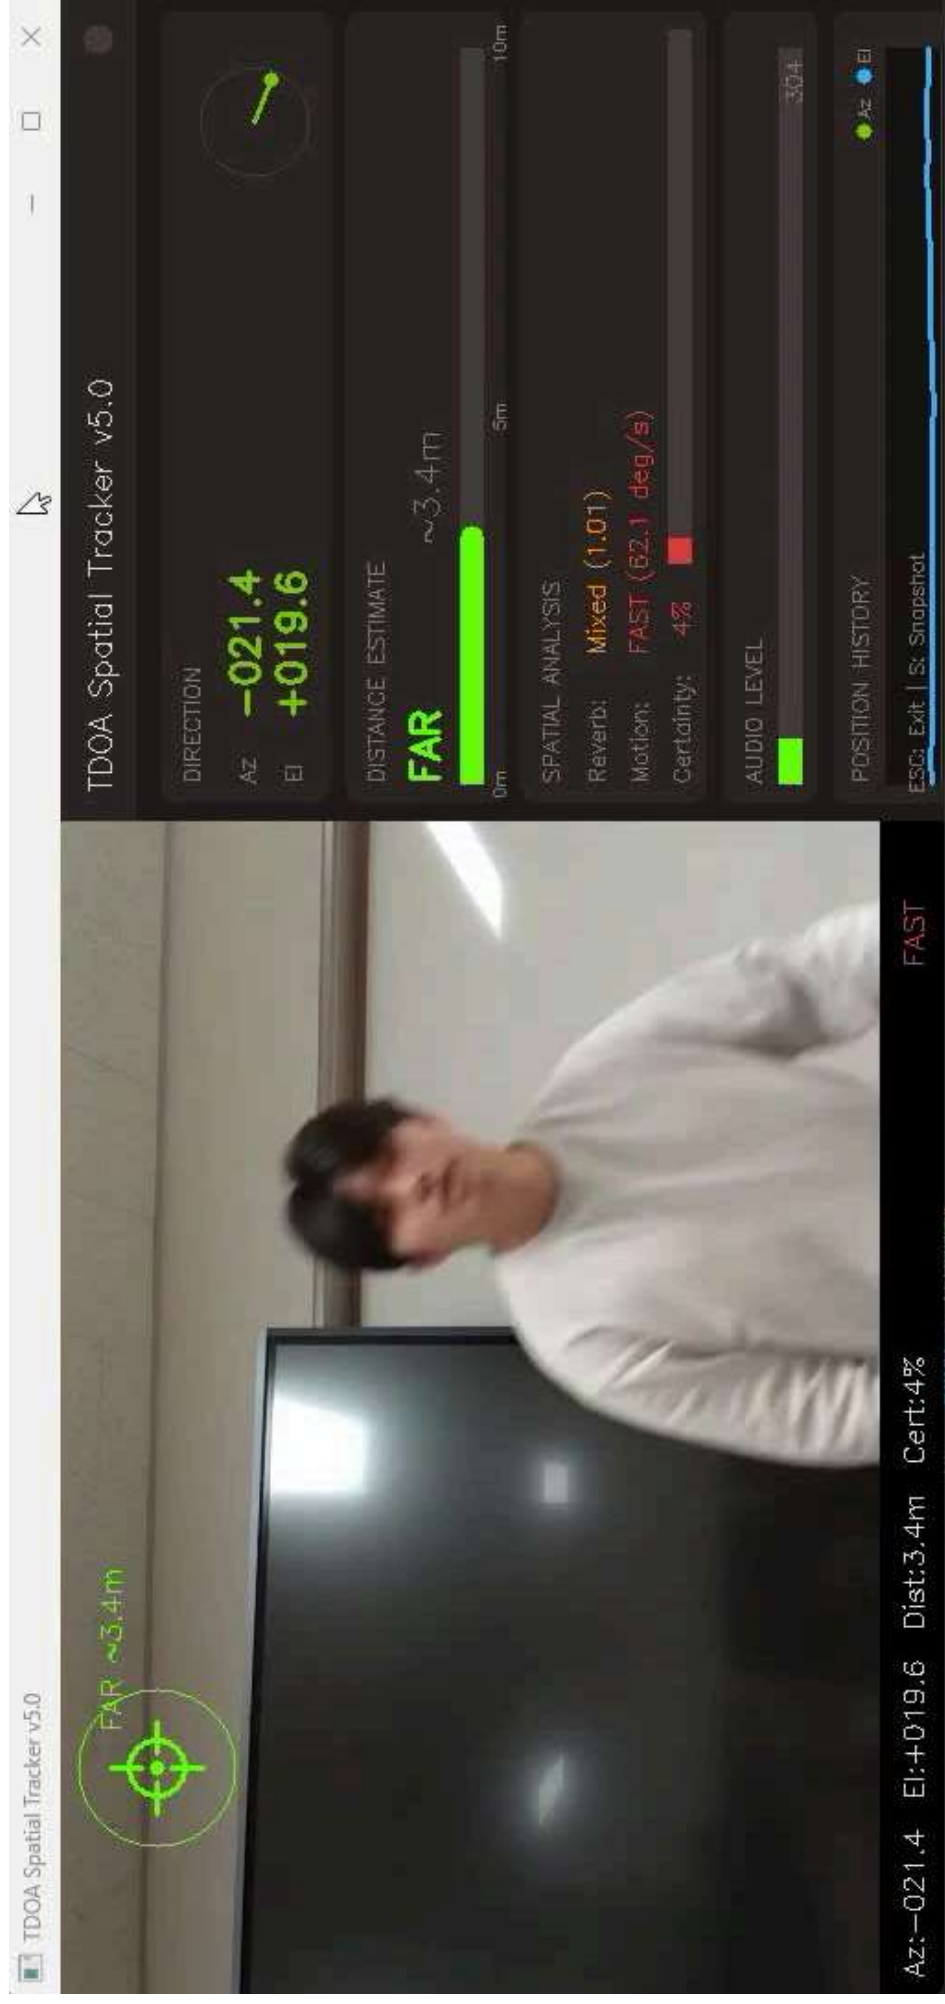 TDOA Spatial Tracker v5.0
FAR ~3.4m
Az:-021.4 El:+019.6 Dist:3.4m Cert:4% FAST
TDOA Spatial Tracker v5.0
DIRECTION
Az -021.4
El +019.6
DISTANCE ESTIMATE
FAR ~3.4m
0m 5m 10m
SPATIAL ANALYSIS
Reverb: Mixed (1.01)
Motion: FAST (62.1 deg/s)
Certainty: 4%
AUDIO LEVEL
304
POSITION HISTORY Az El
ESC: Exit | S: Snapshot